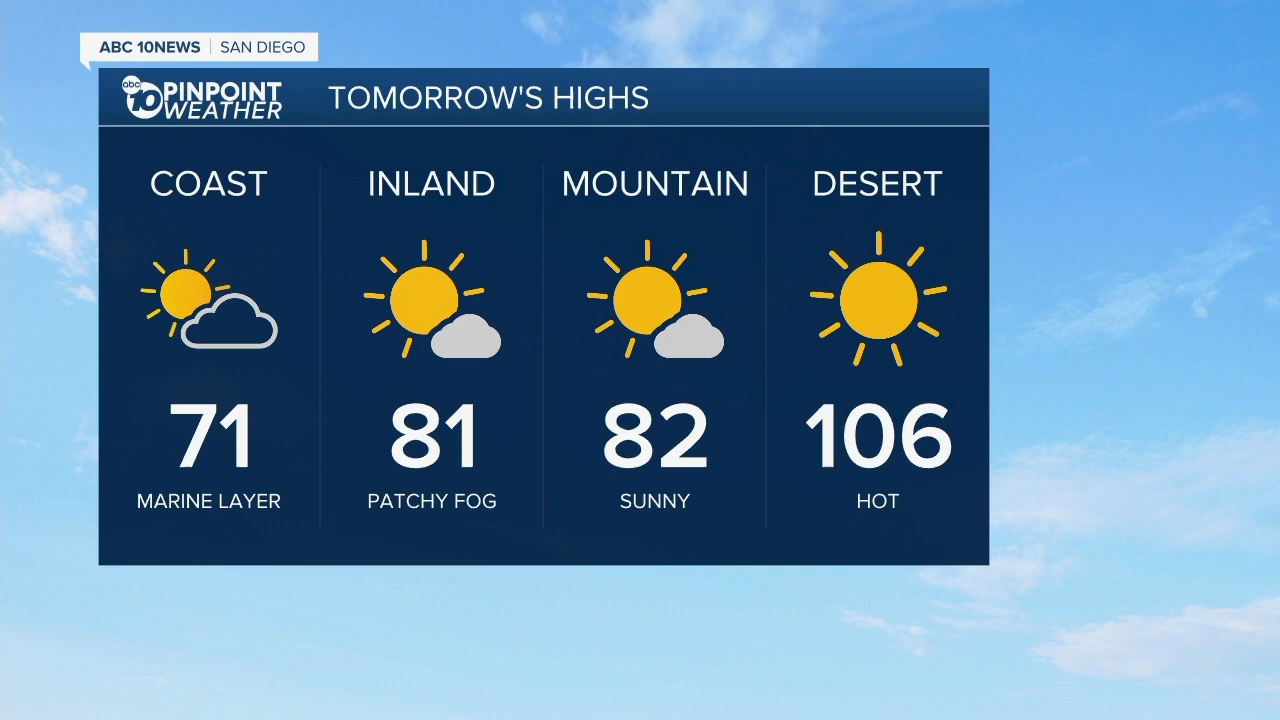 ABC 10NEWS | SAN DIEGO
abc 10 PINPOINT WEATHER
TOMORROW'S HIGHS
COAST
71
MARINE LAYER
INLAND
81
PATCHY FOG
MOUNTAIN
82
SUNNY
DESERT
106
HOT